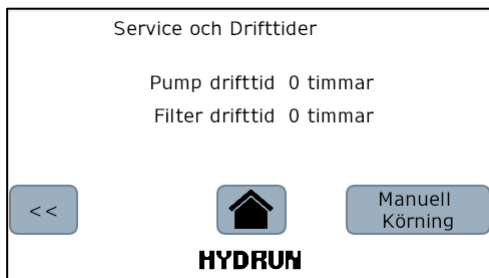 Service och Drifttider
Pump drifttid 0 timmar
Filter drifttid 0 timmar
<<
Manuell
Körning
HYDRUN